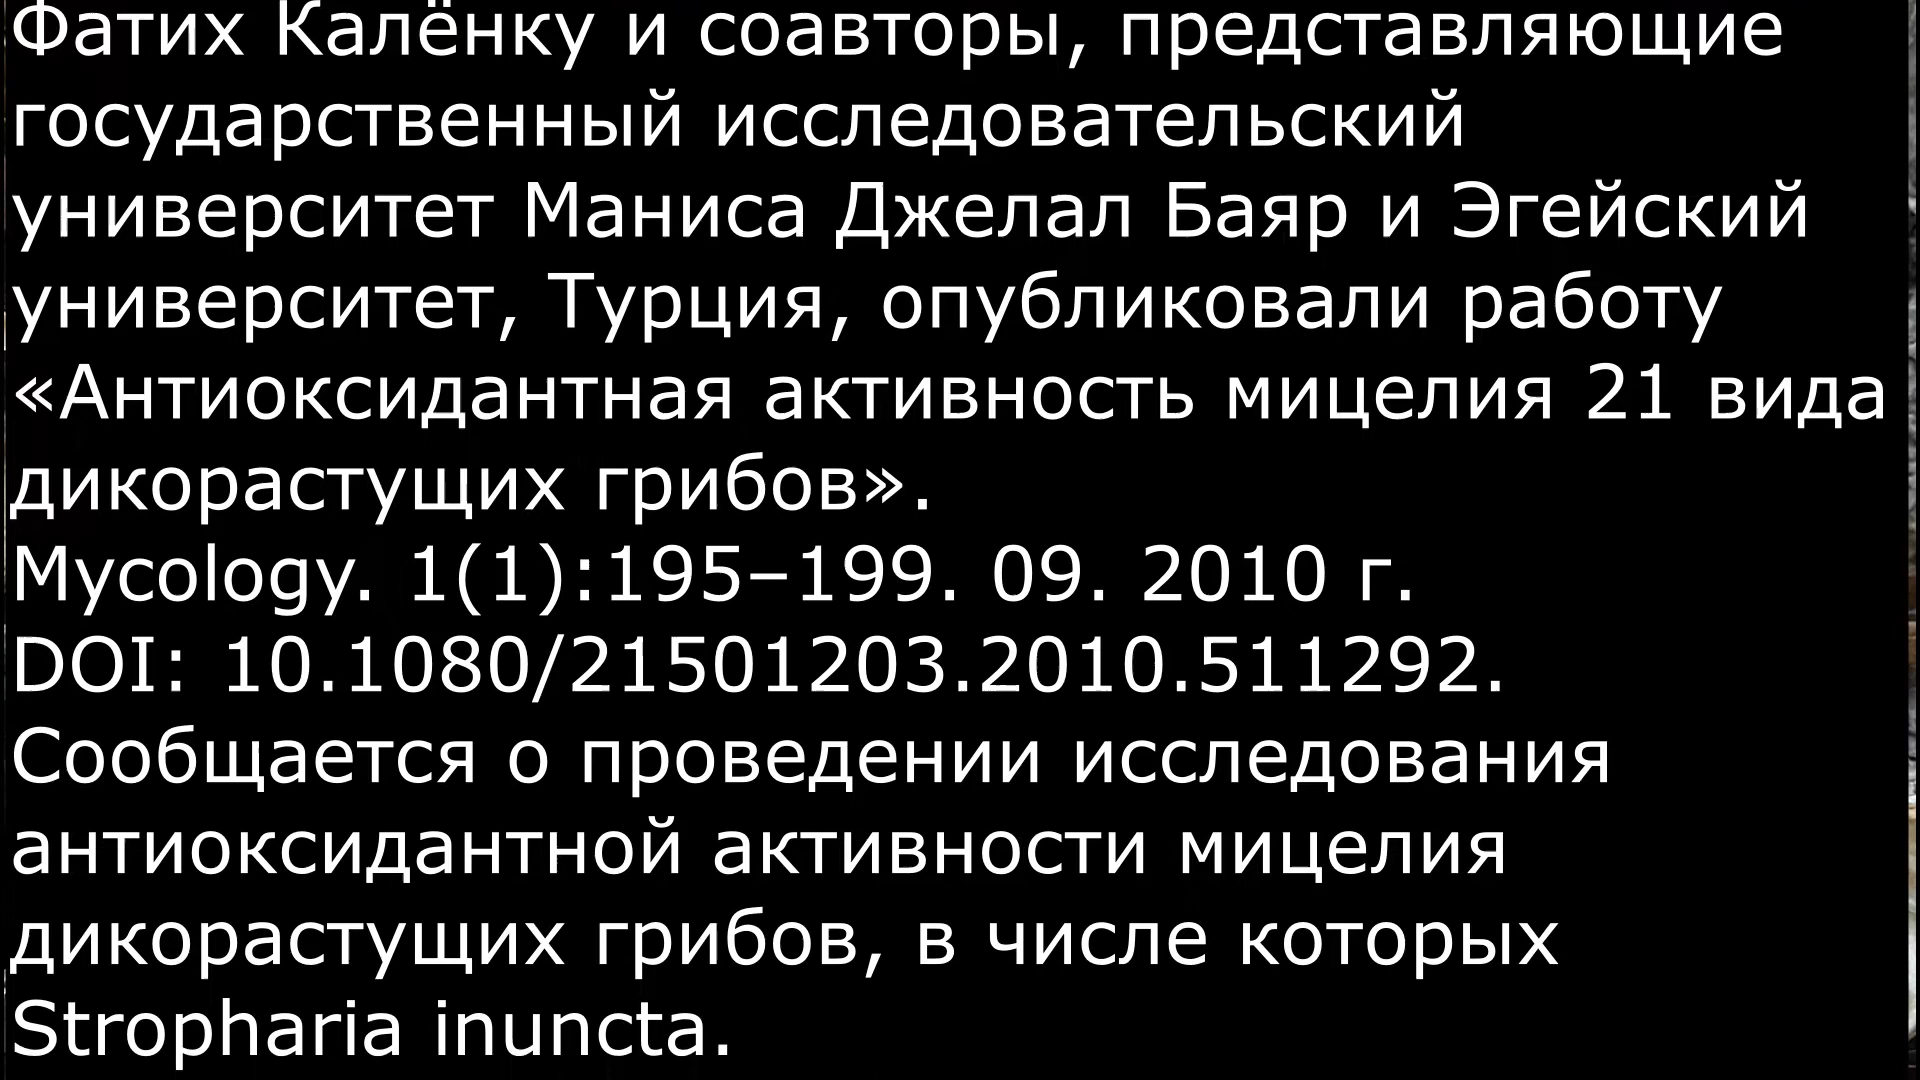 Фатих Калёнку и соавторы, представляющие
государственный исследовательский
университет Маниса Джелал Баяр и Эгейский
университет, Турция, опубликовали работу
«Антиоксидантная активность мицелия 21 вида
дикорастущих грибов».
Mycology. 1(1):195–199. 09. 2010 г.
DOI: 10.1080/21501203.2010.511292.
Сообщается о проведении исследования
антиоксидантной активности мицелия
дикорастущих грибов, в числе которых
Stropharia inuncta.